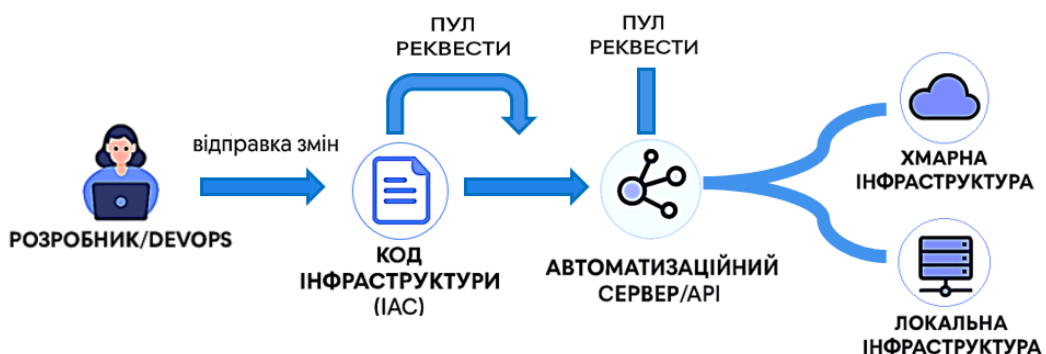 ПУЛ
РЕКВЕСТИ
ПУЛ
РЕКВЕСТИ
відправка змін
РОЗРОБНИК/DEVOPS
КОД
ІНФРАСТРУКТУРИ
(IAC)
АВТОМАТИЗАЦІЙНИЙ
СЕРВЕР/API
ХМАРНА
ІНФРАСТРУКТУРА
ЛОКАЛЬНА
ІНФРАСТРУКТУРА